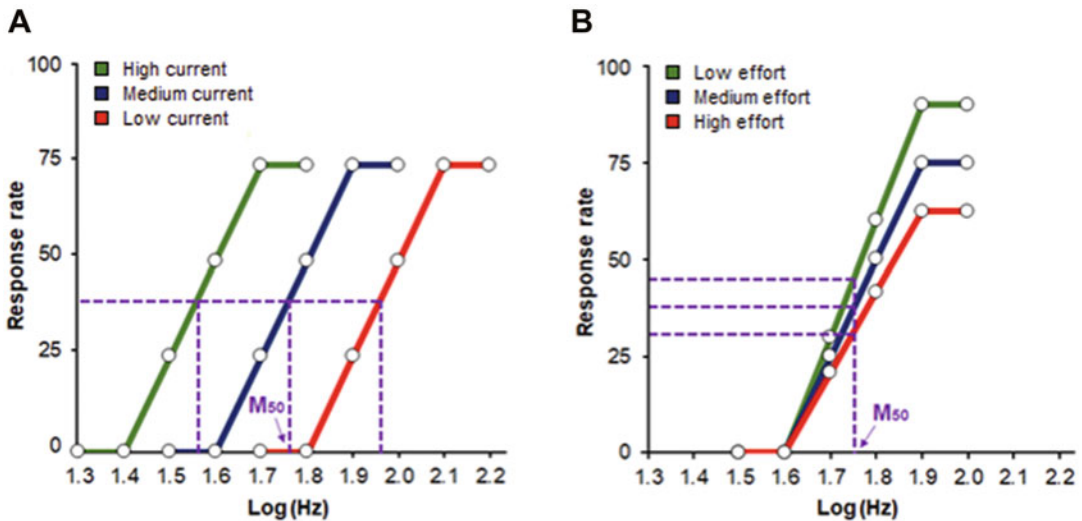 A
100
75
50
25
0
Response rate
High current
Medium current
Low current
M50
1.3 1.4 1.5 1.6 1.7 1.8 1.9 2.0 2.1 2.2
Log (Hz)
B
100
75
50
25
0
Response rate
Low effort
Medium effort
High effort
M50
1.3 1.4 1.5 1.6 1.7 1.8 1.9 2.0 2.1 2.2
Log (Hz)